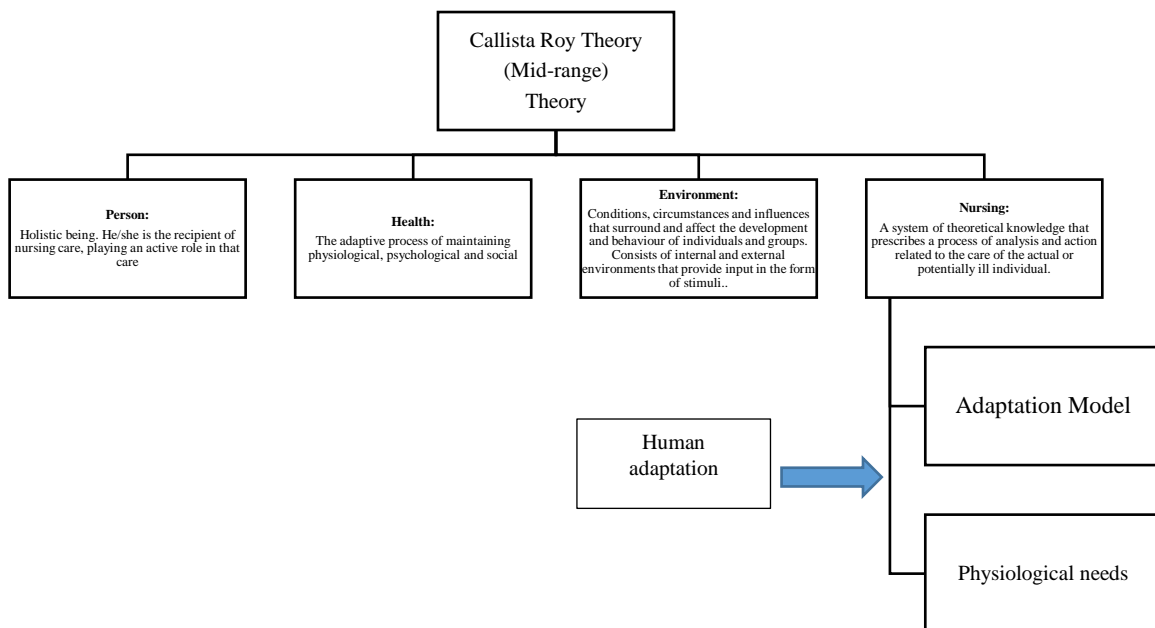 Callista Roy Theory
(Mid-range)
Theory
Person:
Holistic being. He/she is the recipient of
nursing care, playing an active role in that
care
Health:
The adaptive process of maintaining
physiological, psychological and social
Environment:
Conditions, circumstances and influences
that surround and affect the development
and behaviour of individuals and groups.
Consists of internal and external
environments that provide input in the form
of stimuli..
Nursing:
A system of theoretical knowledge that
prescribes a process of analysis and action
related to the care of the actual or
potentially ill individual.
Adaptation Model
Human
adaptation
Physiological needs